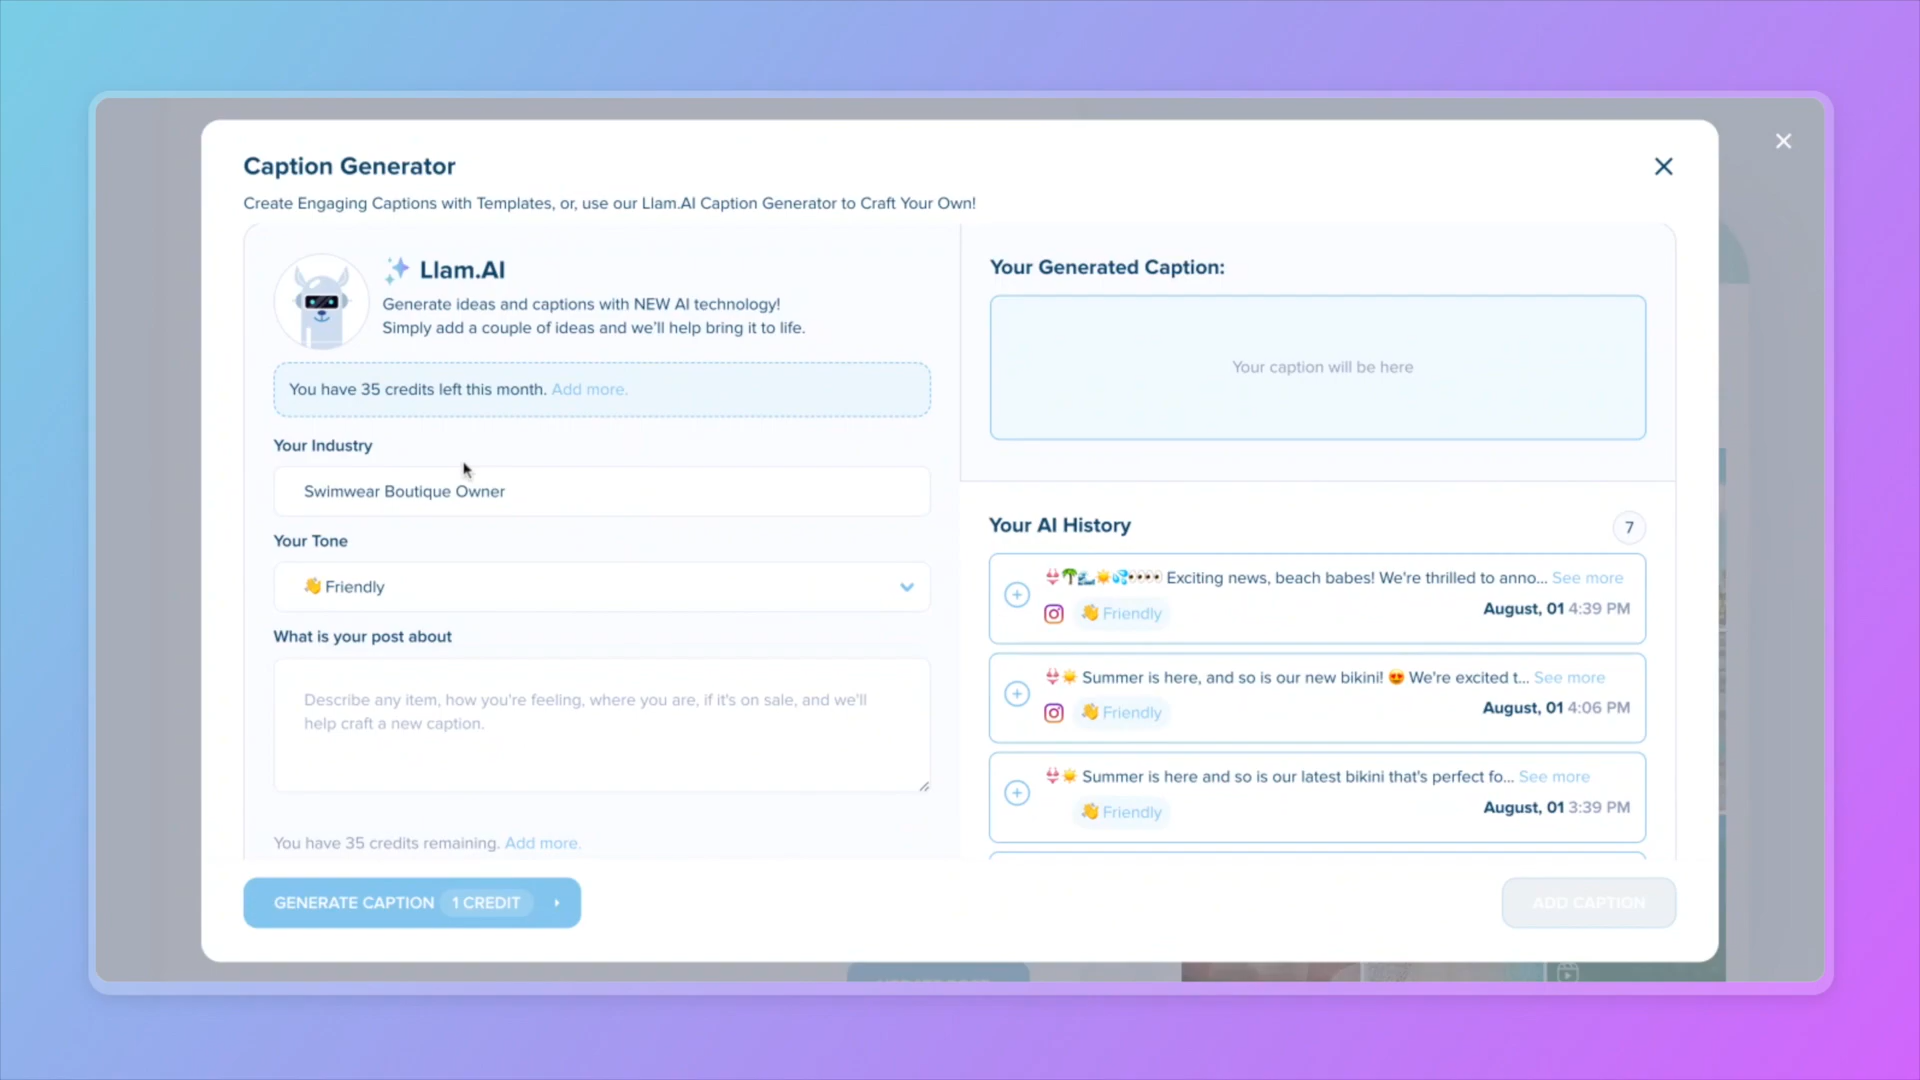 Caption Generator
Create Engaging Captions with Templates, or, use our Llam.AI Caption Generator to Craft Your Own!
Llam.AI
Generate ideas and captions with NEW AI technology!
Simply add a couple of ideas and we'll help bring it to life.
You have 35 credits left this month. Add more.
Your Industry
Swimwear Boutique Owner
Your Tone
👋 Friendly
What is your post about
Describe any item, how you're feeling, where you are, if it's on sale, and we'll
help craft a new caption.
You have 35 credits remaining. Add more.
GENERATE CAPTION 1 CREDIT
Your Generated Caption:
Your caption will be here
Your AI History
7
👙🌴🌊☀️💦👀👀 Exciting news, beach babes! We're thrilled to anno... See more
👋 Friendly
August, 01 4:39 PM
👙☀️ Summer is here, and so is our new bikini! 😍 We're excited t... See more
👋 Friendly
August, 01 4:06 PM
👙☀️ Summer is here and so is our latest bikini that's perfect fo... See more
👋 Friendly
August, 01 3:39 PM
ADD CAPTION